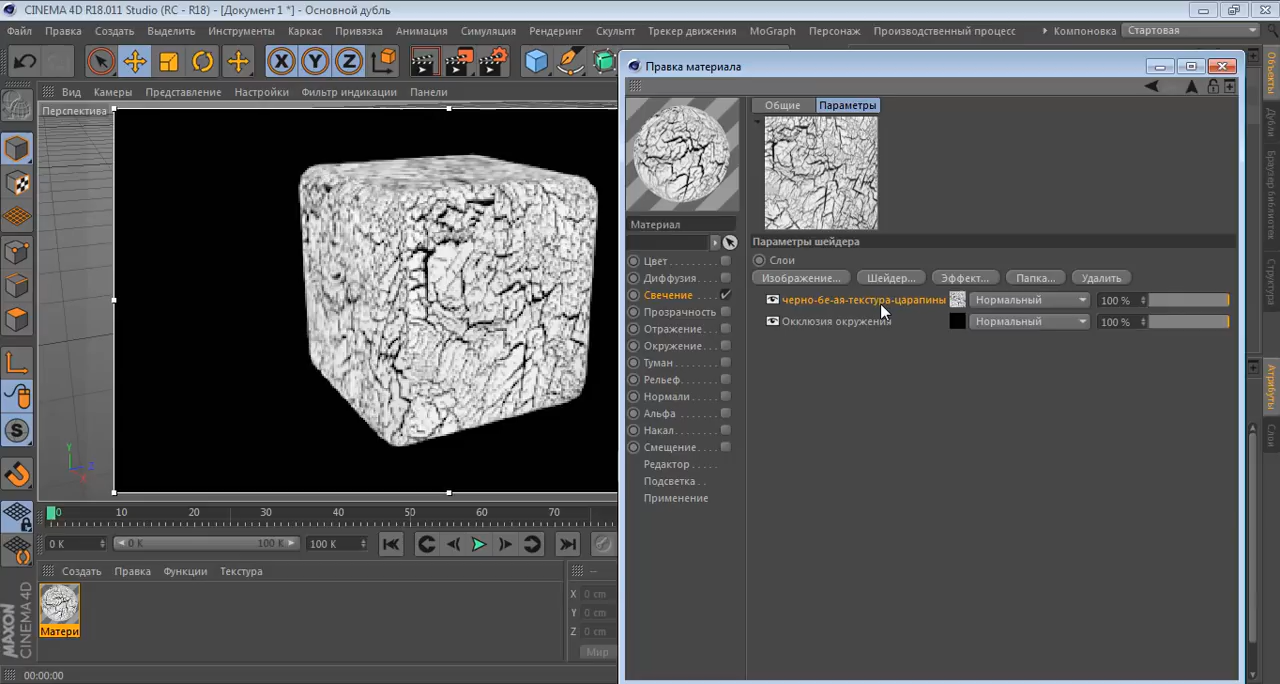 CINEMA 4D R18.011 Studio (RC - R18) - [Документ 1 *] - Основной дубль
Файл Правка Создать Выделить Инструменты Каркас Привязка Анимация Симуляция Рендеринг Скульпт Трекер движения MoGraph Персонаж Производственный процесс Компоновка Стартовая
X Y Z
Вид Камеры Представление Настройки Фильтр индикации Панели
Перспектива
Y
Z
X
S
0 10 20 30 40 50 60 70
0 K 0 K 100 K 100 K
Создать Правка Функции Текстура
Матери
--
X 0 cm
Y 0 cm
Z 0 cm
Мир
MAXON CINEMA 4D
00:00:00
Правка материала
Общие Параметры
Материал
Цвет
Диффузия
Свечение
Прозрачность
Отражение
Окружение
Туман
Рельеф
Нормали
Альфа
Накал
Смещение
Редактор
Подсветка
Применение
Параметры шейдера
Слои
Изображение... Шейдер... Эффект... Папка... Удалить
черно-бе-ая-текстура-царапины Нормальный 100 %
Окклюзия окружения Нормальный 100 %
Объекты
Дубли
Браузер библиотек
Структура
Атрибуты
Слои